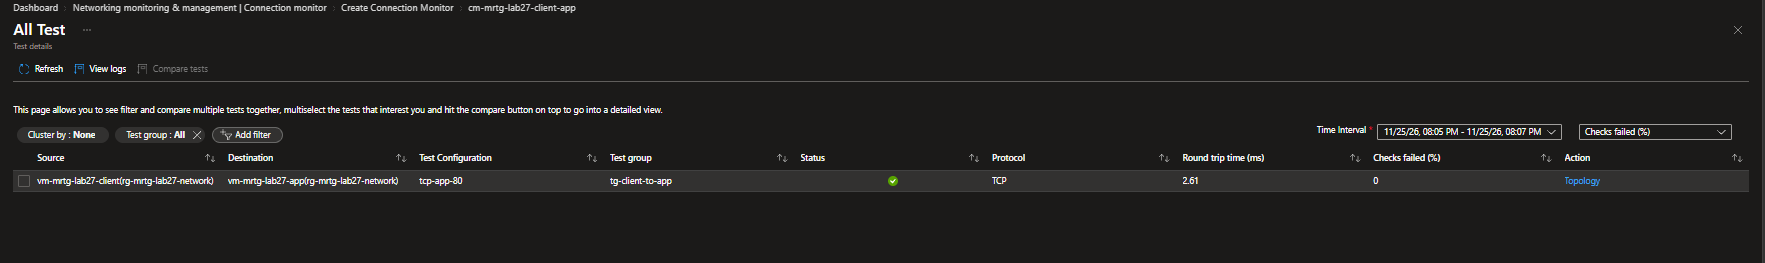 Dashboard > Networking monitoring & management | Connection monitor > Create Connection Monitor > cm-mrtg-lab27-client-app
All Test ...
Test details
Refresh View logs Compare tests
This page allows you to see filter and compare multiple tests together, multiselect the tests that interest you and hit the compare button on top to go into a detailed view.
Cluster by : None Test group : All Add filter
Time Interval * 11/25/26, 08:05 PM - 11/25/26, 08:07 PM Checks failed (%)
Source Destination Test Configuration Test group Status Protocol Round trip time (ms) Checks failed (%) Action
vm-mrtg-lab27-client(rg-mrtg-lab27-network) vm-mrtg-lab27-app(rg-mrtg-lab27-network) tcp-app-80 tg-client-to-app TCP 2.61 0 Topology